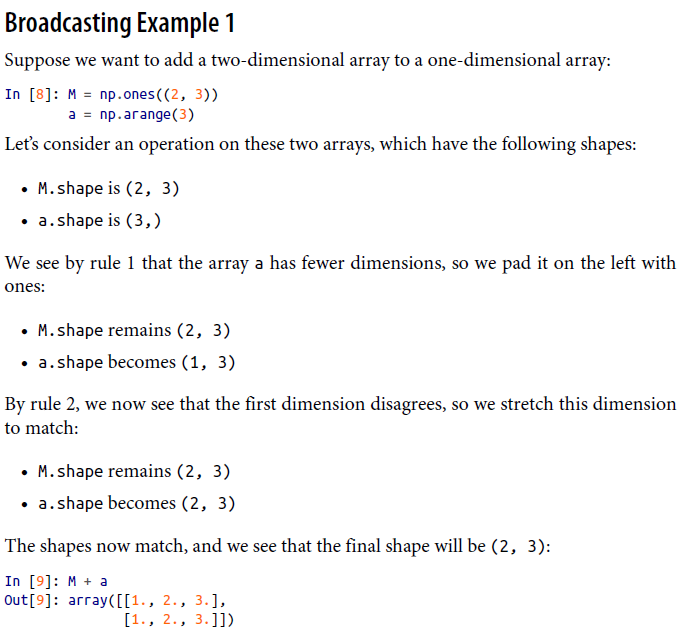 Broadcasting Example 1
Suppose we want to add a two-dimensional array to a one-dimensional array:
In [8]: M = np.ones((2, 3))
        a = np.arange(3)
Let’s consider an operation on these two arrays, which have the following shapes:
• M.shape is (2, 3)
• a.shape is (3,)
We see by rule 1 that the array a has fewer dimensions, so we pad it on the left with
ones:
• M.shape remains (2, 3)
• a.shape becomes (1, 3)
By rule 2, we now see that the first dimension disagrees, so we stretch this dimension
to match:
• M.shape remains (2, 3)
• a.shape becomes (2, 3)
The shapes now match, and we see that the final shape will be (2, 3):
In [9]: M + a
Out[9]: array([[1., 2., 3.],
               [1., 2., 3.]])